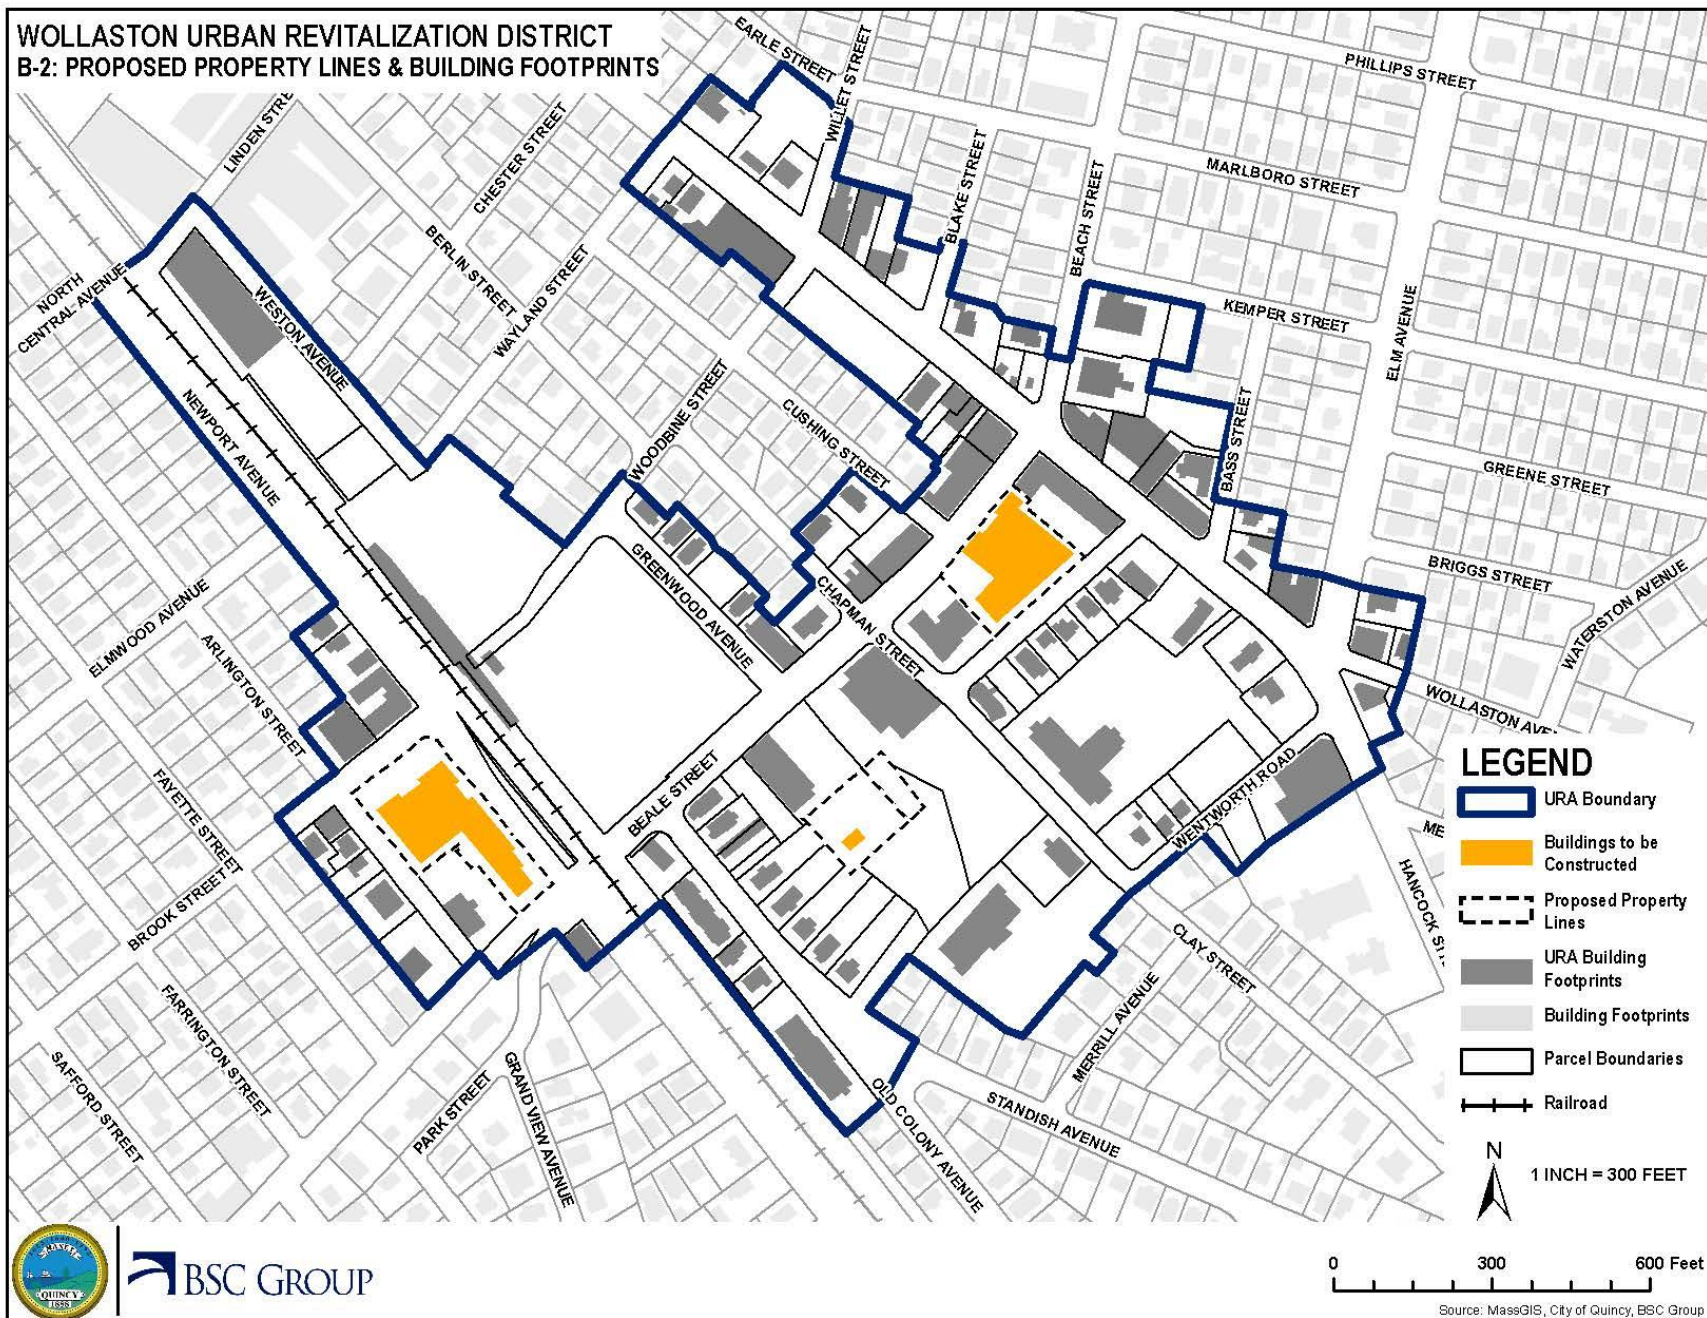 WOLLASTON URBAN REVITALIZATION DISTRICT
B-2: PROPOSED PROPERTY LINES & BUILDING FOOTPRINTS
EARLE STREET
WILLET STREET
PHILLIPS STREET
LINDEN STRE
CHESTER STREET
MARLBORO STREET
BLAKE STREET
BEACH STREET
BERLIN STREET
WAYLAND STREET
NORTH
CENTRAL AVENUE
WESTON AVENUE
KEMPER STREET
ELM AVENUE
NEWPORT AVENUE
WOODBINE STREET
CUSHING STREET
BASS STREET
GREENE STREET
BRIGGS STREET
WATERSTON AVENUE
ELMWOOD AVENUE
ARLINGTON STREET
GREENWOOD AVENUE
CHAPMAN STREET
WOLLASTON AVE
FAYETTE STREET
BEALE STREET
WENTWORTH ROAD
ME
HANCOCK ST
BROOK STREET
CLAY STREET
FARRINGTON STREET
SAFFORD STREET
PARK STREET
GRAND VIEW AVENUE
OLD COLONY AVENUE
MERRILL AVENUE
STANDISH AVENUE
LEGEND
URA Boundary
Buildings to be
Constructed
Proposed Property
Lines
URA Building
Footprints
Building Footprints
Parcel Boundaries
Railroad
N
1 INCH = 300 FEET
0 300 600 Feet
QUINCY
BSC GROUP
Source: MassGIS, City of Quincy, BSC Group